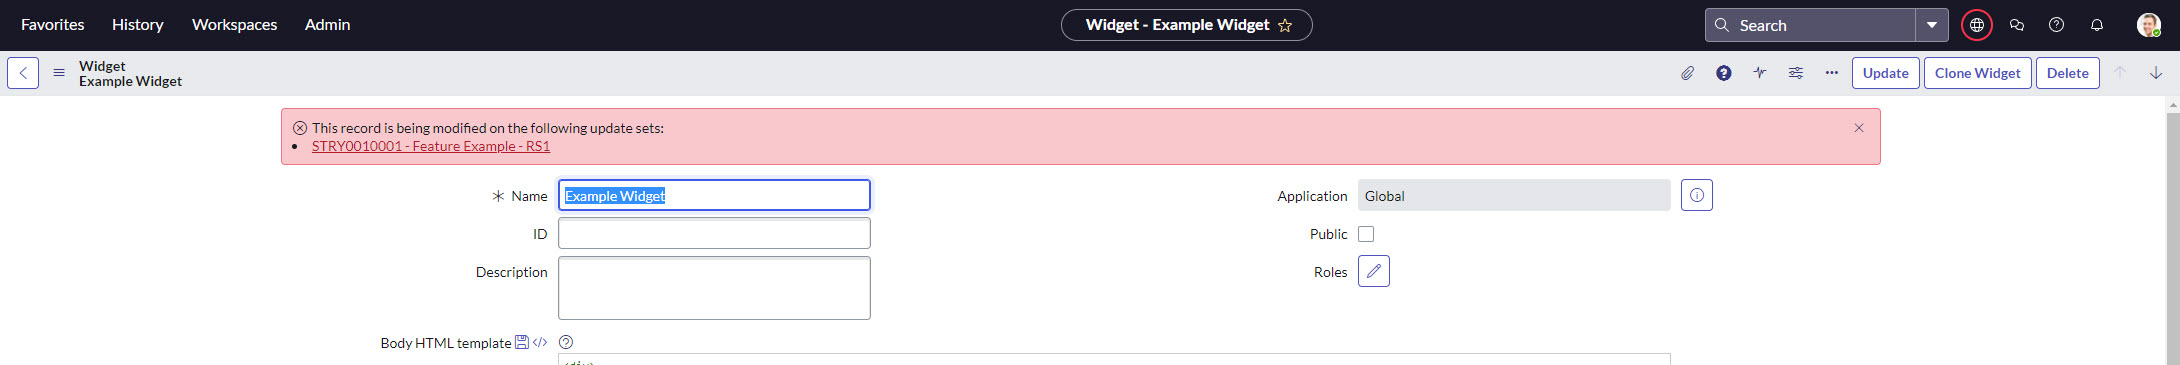 Favorites History Workspaces Admin Widget - Example Widget Search
Widget
Example Widget
Update Clone Widget Delete
This record is being modified on the following update sets:
STRY0010001 - Feature Example - RS1
Name Example Widget Application Global
ID Public
Description Roles
Body HTML template </>